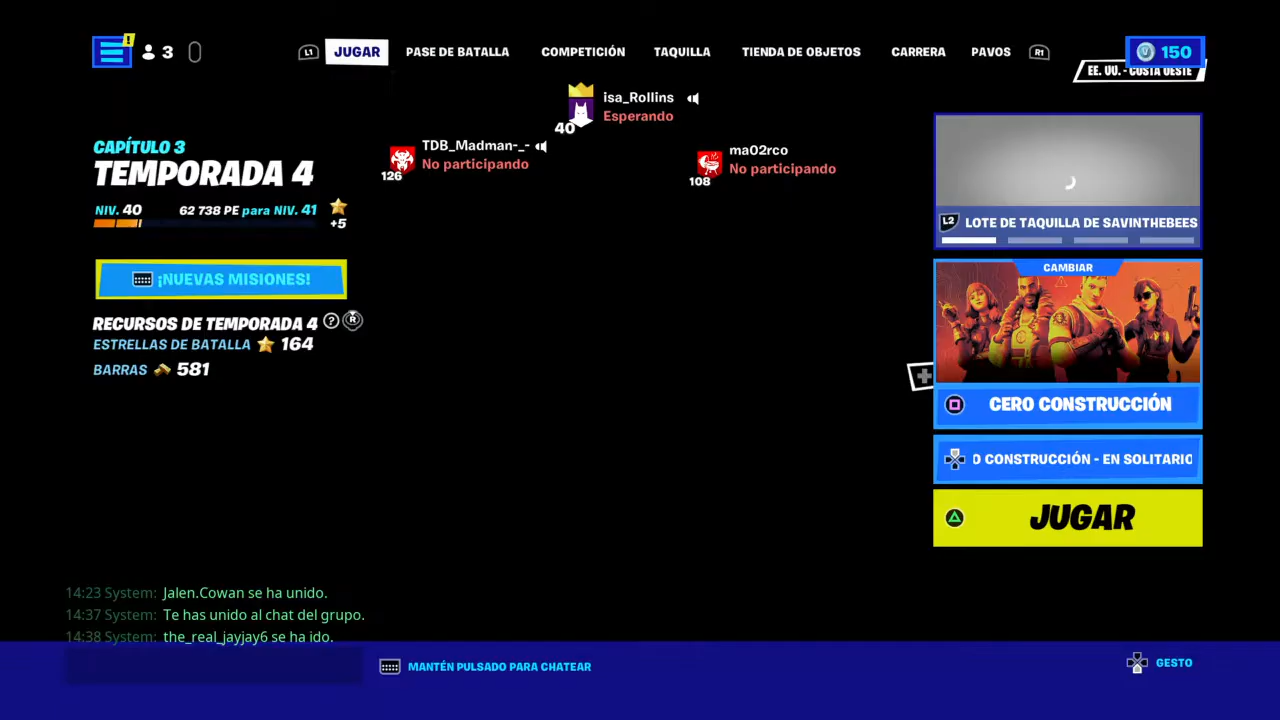 3
L1
JUGAR
PASE DE BATALLA
COMPETICIÓN
TAQUILLA
TIENDA DE OBJETOS
CARRERA
PAVOS
R1
150
EE. UU. - COSTA OESTE
isa_Rollins
Esperando
40
TDB_Madman-_-
No participando
126
ma02rco
No participando
108
CAPÍTULO 3
TEMPORADA 4
NIV. 40
62 738 PE para NIV. 41
+5
¡NUEVAS MISIONES!
RECURSOS DE TEMPORADA 4 ? R
ESTRELLAS DE BATALLA 164
BARRAS 581
L2 LOTE DE TAQUILLA DE SAVINTHEBEES
CAMBIAR
CERO CONSTRUCCIÓN
O CONSTRUCCIÓN - EN SOLITARIO
JUGAR
14:23 System: Jalen.Cowan se ha unido.
14:37 System: Te has unido al chat del grupo.
14:38 System: the_real_jayjay6 se ha ido.
MANTÉN PULSADO PARA CHATEAR
GESTO